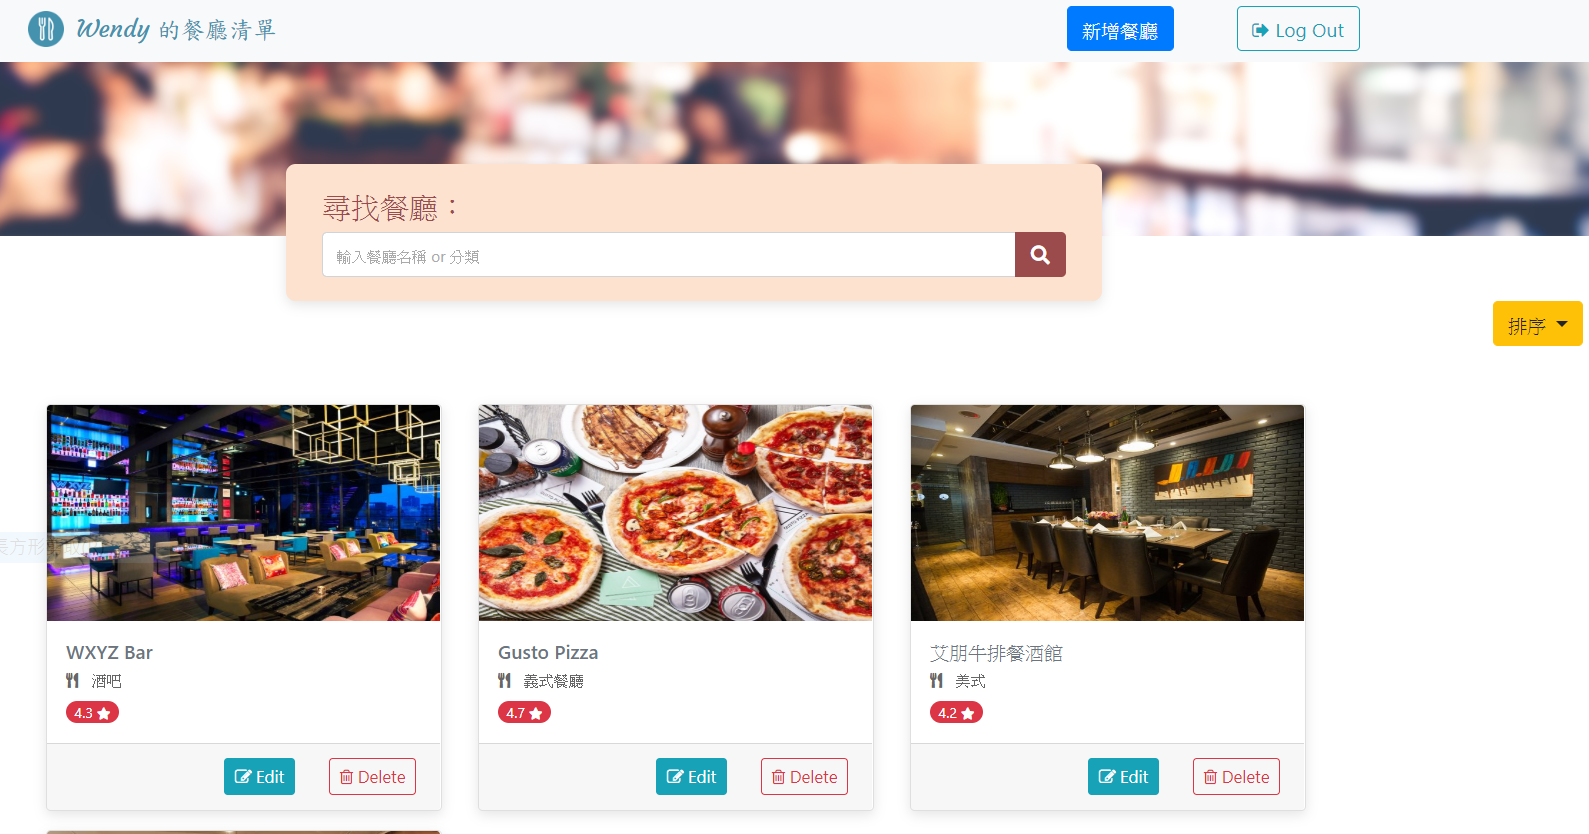 Wendy 的餐廳清單
新增餐廳
Log Out
尋找餐廳：
輸入餐廳名稱 or 分類
排序
WXYZ
GUSTO PIZZA
WXYZ Bar
酒吧
4.3
Edit
Delete
Gusto Pizza
義式餐廳
4.7
Edit
Delete
艾朋牛排餐酒館
美式
4.2
Edit
Delete